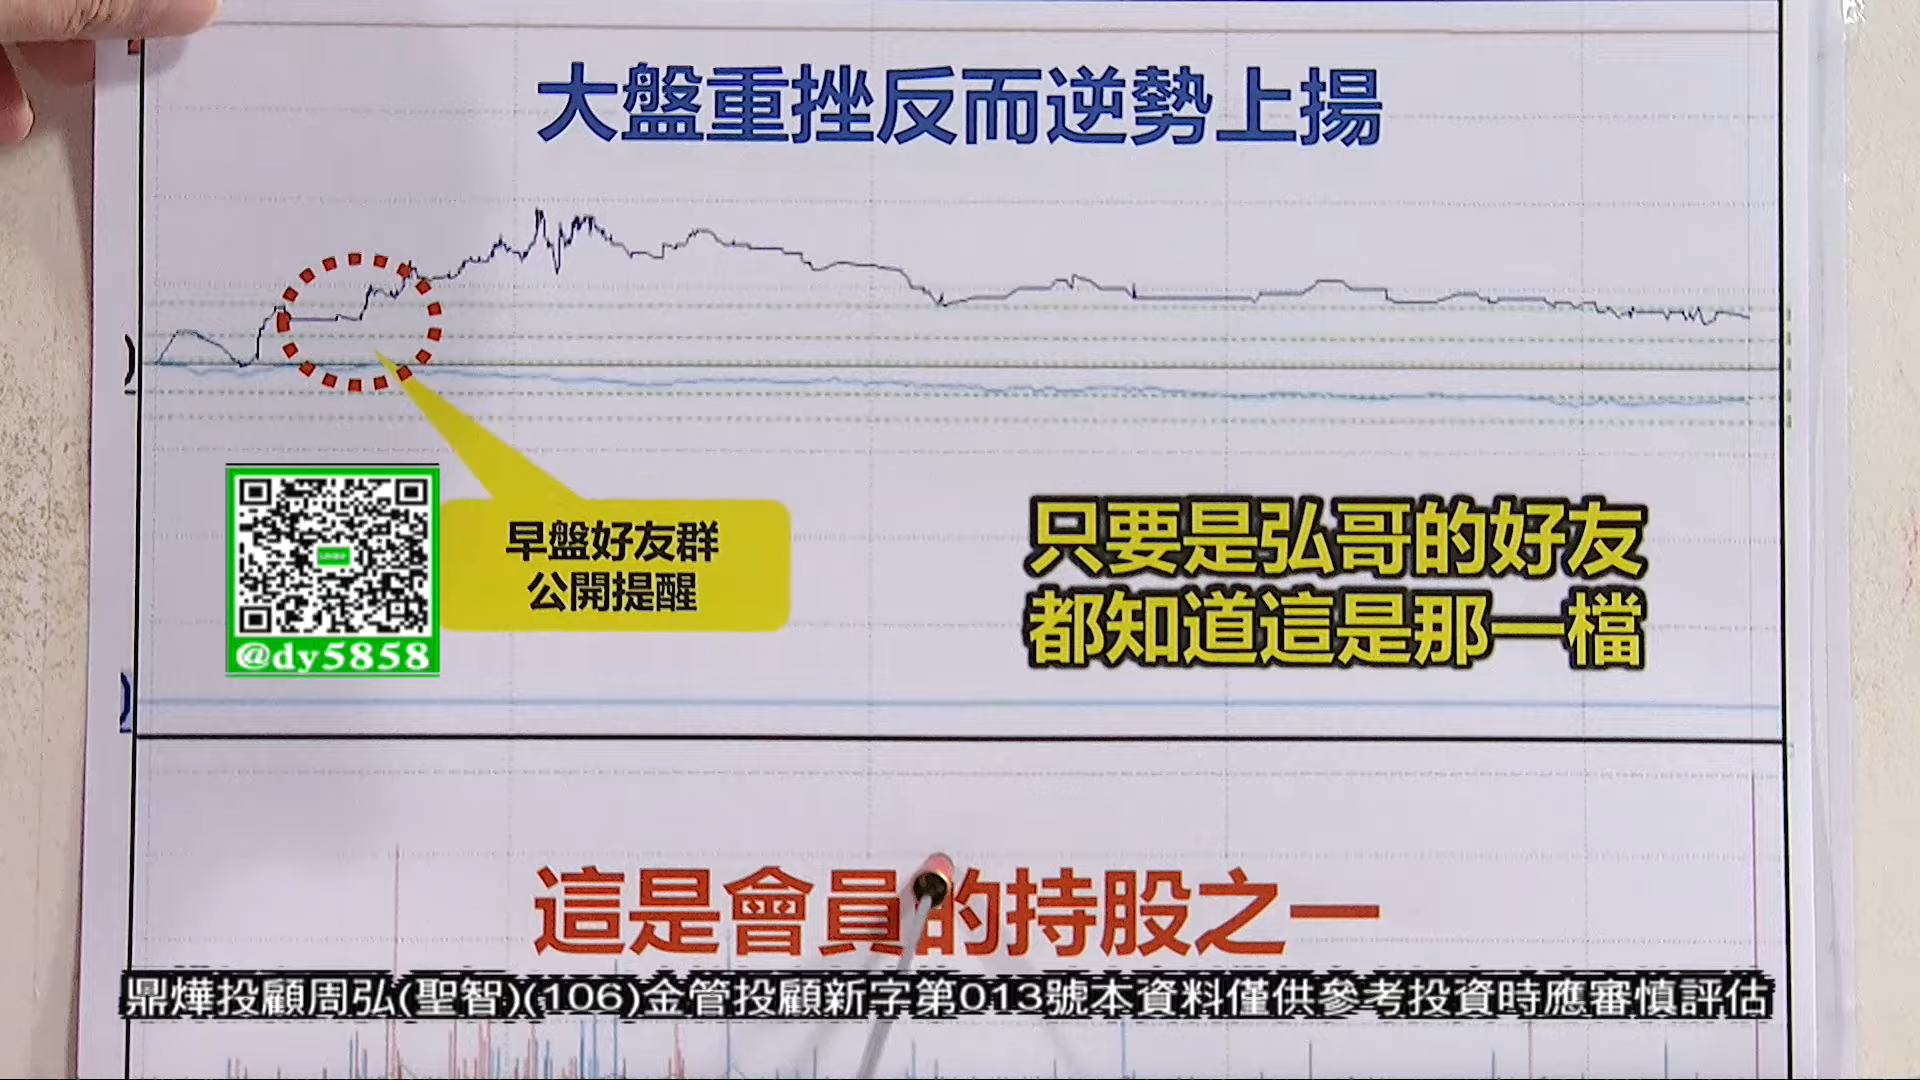 大盤重挫反而逆勢上揚
早盤好友群
公開提醒
@dy5858
只要是弘哥的好友
都知道這是那一檔
這是會員的持股之一
鼎燁投顧周弘(聖智)(106)金管投顧新字第013號本資料僅供參考投資時應審慎評估